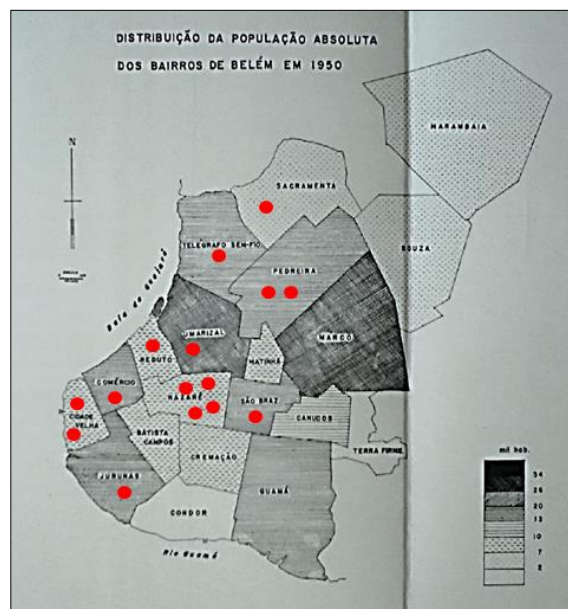 DISTRIBUIÇÃO DA POPULAÇÃO ABSOLUTA
DOS BAIRROS DE BELÉM EM 1950
MARAMBAIA
N
SACRAMENTA
SOUZA
TELÉGRAFO SEM-FIO
PEDREIRA
Baía do Guajará
UMARIZAL
MARCO
REDUTO
MATINHA
COMÉRCIO
NAZARÉ
SÃO BRAZ
CANUDOS
CIDADE
VELHA
BATISTA
CAMPOS
TERRA FIRME
CREMAÇÃO
JURUNAS
GUAMÁ
CONDOR
Rio Guamá
mil hab.
34
26
20
13
10
7
2